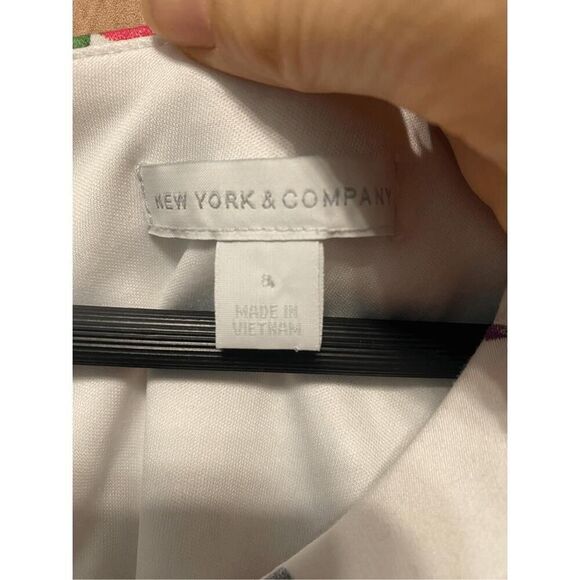 NEW YORK & COMPANY
8
MADE IN
VIETNAM